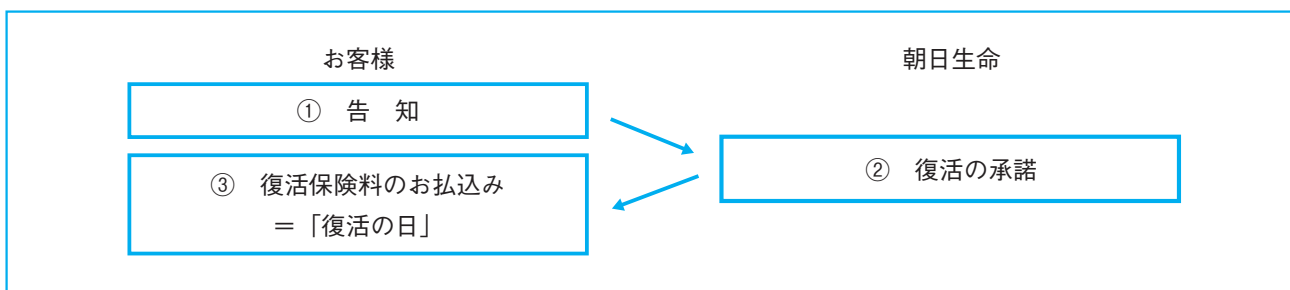 お客様
朝日生命
① 告 知
② 復活の承諾
③ 復活保険料のお払込み
＝「復活の日」